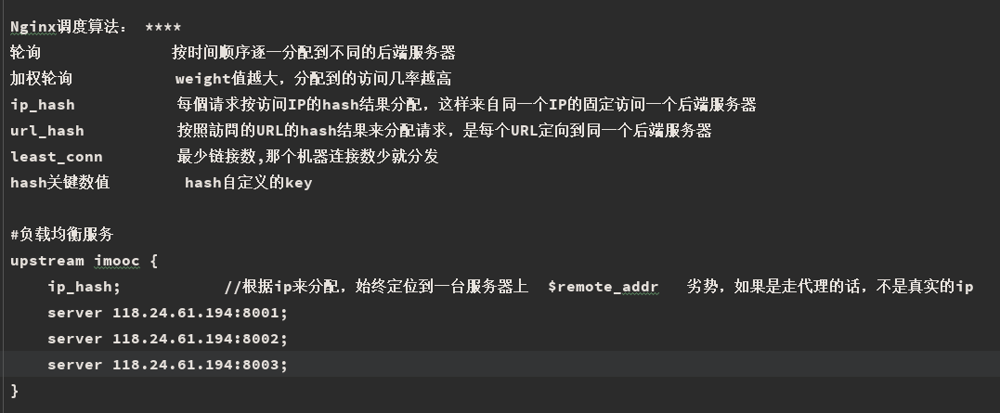 Nginx调度算法： ****
轮询 按时间顺序逐一分配到不同的后端服务器
加权轮询 weight值越大，分配到的访问几率越高
ip_hash 每個请求按访问IP的hash结果分配，这样来自同一个IP的固定访问一个后端服务器
url_hash 按照訪問的URL的hash结果来分配请求，是每个URL定向到同一个后端服务器
least_conn 最少链接数,那个机器连接数少就分发
hash关键数值 hash自定义的key
#负载均衡服务
upstream imooc {
ip_hash; //根据ip来分配，始终定位到一台服务器上 $remote_addr 劣势，如果是走代理的话，不是真实的ip
server 118.24.61.194:8001;
server 118.24.61.194:8002;
server 118.24.61.194:8003;
}